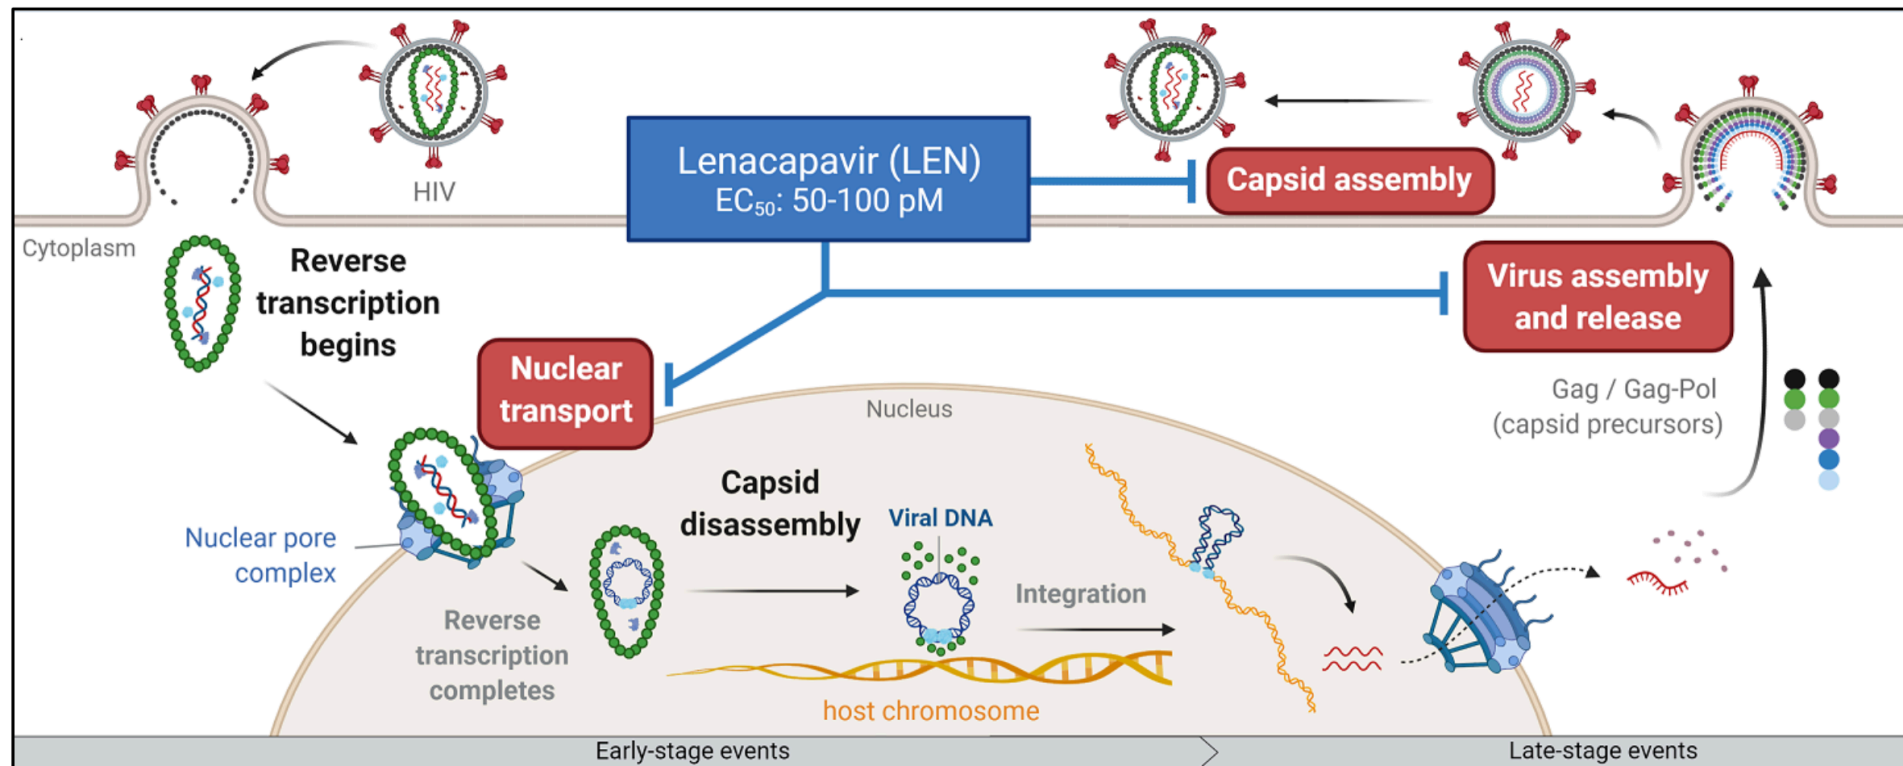 HIV
Cytoplasm
Reverse
transcription
begins
Lenacapavir (LEN)
EC₅₀: 50-100 pM
Capsid assembly
Virus assembly
and release
Nuclear
transport
Nucleus
Gag / Gag-Pol
(capsid precursors)
Nuclear pore
complex
Capsid
disassembly
Viral DNA
Reverse
transcription
completes
Integration
host chromosome
Early-stage events
Late-stage events